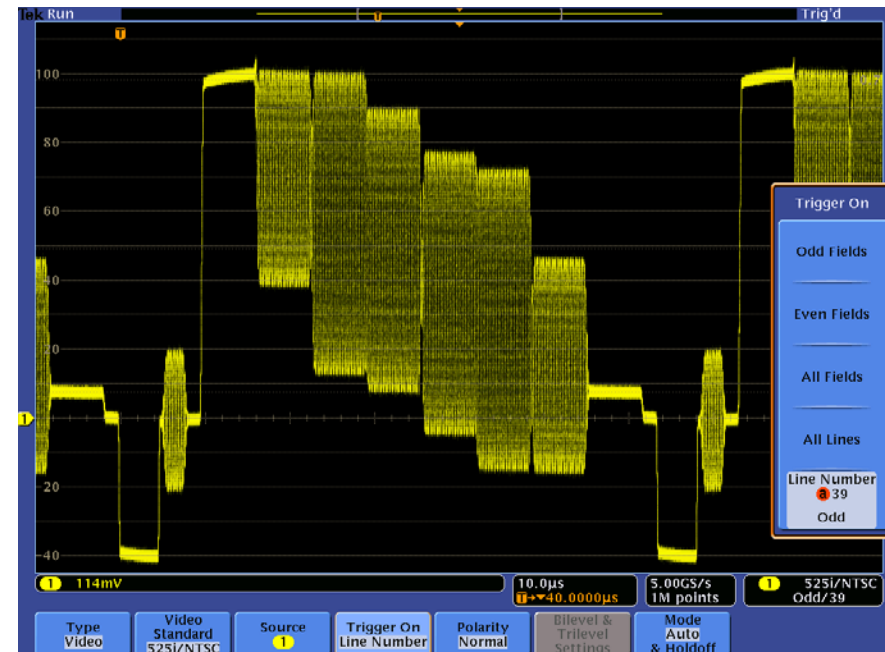 Tek Run Trig'd
T
T
100
80
60
40
20
1
-20
-40
Trigger On
Odd Fields
Even Fields
All Fields
All Lines
Line Number
a 39
Odd
1 114mV
10.0µs
T→▼40.0000µs
5.00GS/s
1M points
1 525i/NTSC
Odd/39
Type
Video
Video
Standard
525i/NTSC
Source
1
Trigger On
Line Number
Polarity
Normal
Bilevel &
Trilevel
Settings
Mode
Auto
& Holdoff